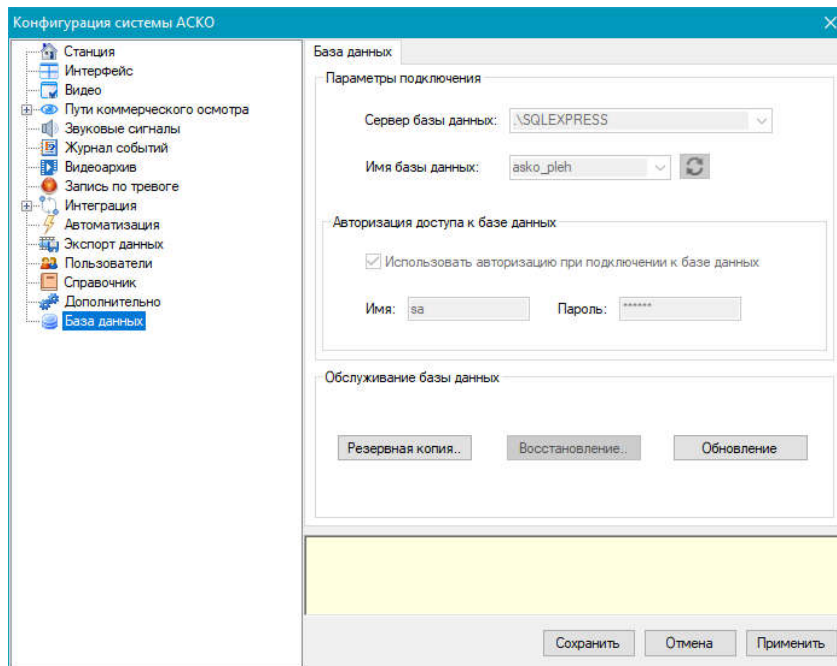 Конфигурация системы АСКО
Станция
Интерфейс
Видео
Пути коммерческого осмотра
Звуковые сигналы
Журнал событий
Видеоархив
Запись по тревоге
Интеграция
Автоматизация
Экспорт данных
Пользователи
Справочник
Дополнительно
База данных
База данных
Параметры подключения
Сервер базы данных: .\SQLEXPRESS
Имя базы данных: asko_pleh
Авторизация доступа к базе данных
Использовать авторизацию при подключении к базе данных
Имя: sa Пароль: ******
Обслуживание базы данных
Резервная копия.. Восстановление.. Обновление
Сохранить Отмена Применить